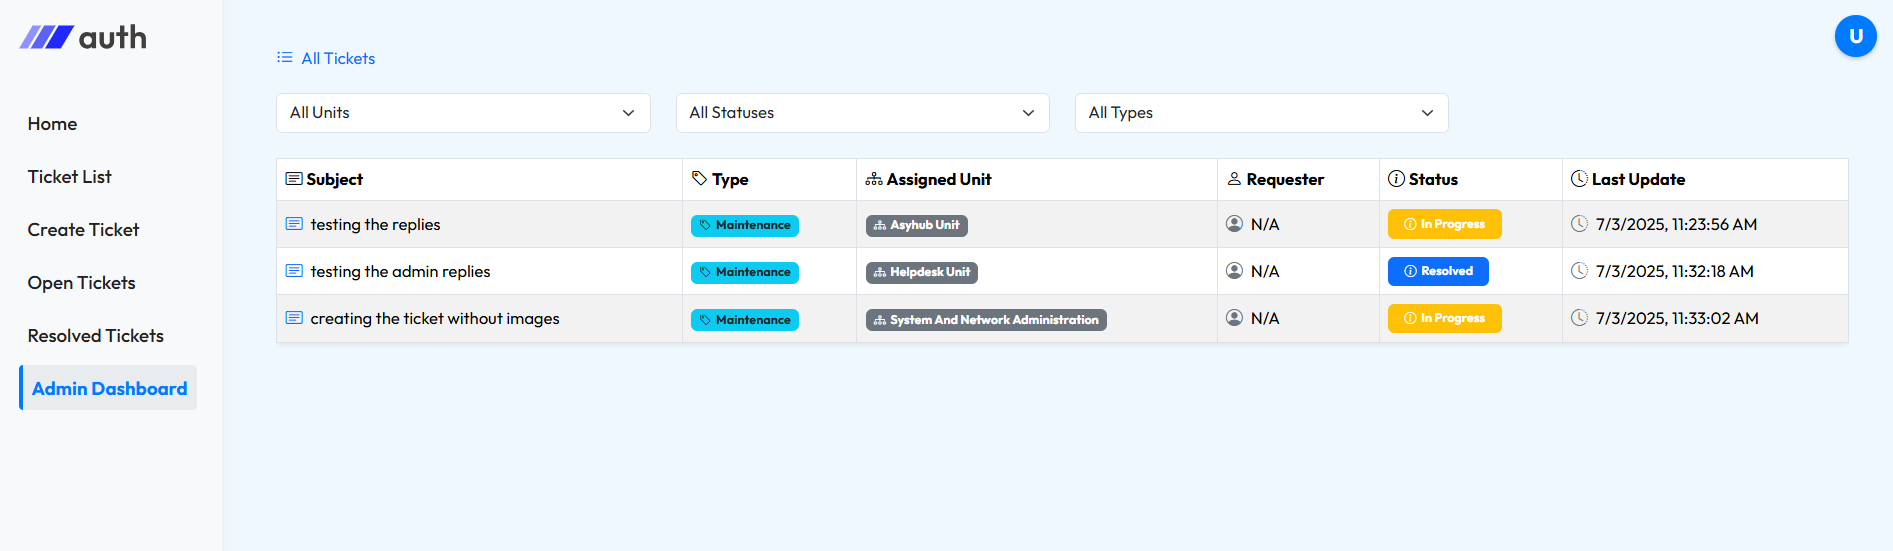 auth
U
Home
Ticket List
Create Ticket
Open Tickets
Resolved Tickets
Admin Dashboard
All Tickets
All Units All Statuses All Types
Subject Type Assigned Unit Requester Status Last Update
testing the replies Maintenance Asyhub Unit N/A In Progress 7/3/2025, 11:23:56 AM
testing the admin replies Maintenance Helpdesk Unit N/A Resolved 7/3/2025, 11:32:18 AM
creating the ticket without images Maintenance System And Network Administration N/A In Progress 7/3/2025, 11:33:02 AM